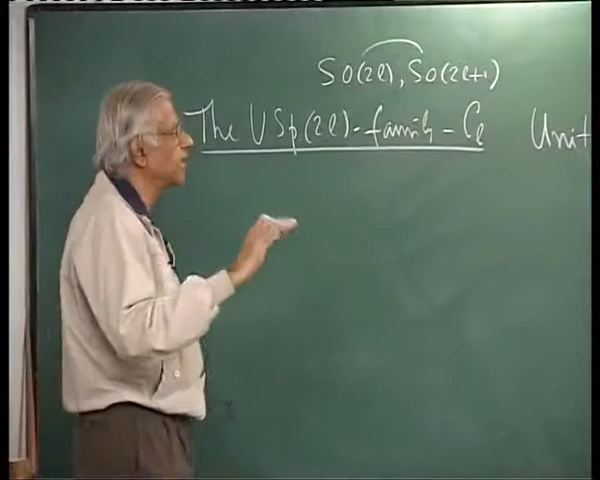 SO(2l), SO(2l+1)
The USp(2l)-family - Cl Unit